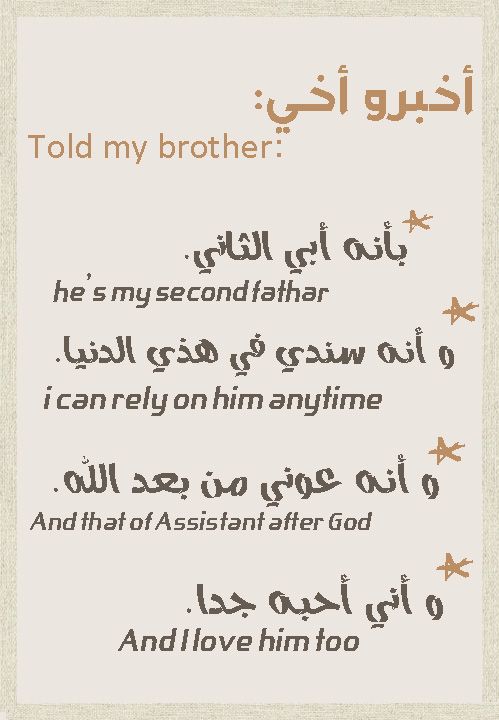 أخبرو أخي:
Told my brother:
بأنه أبي الثاني.
he's my second fathar
و أنه سندي في هذي الدنيا.
i can rely on him anytime
و أنه عوني من بعد الله.
And that of Assistant after God
و أني أحبه جدا.
And I love him too